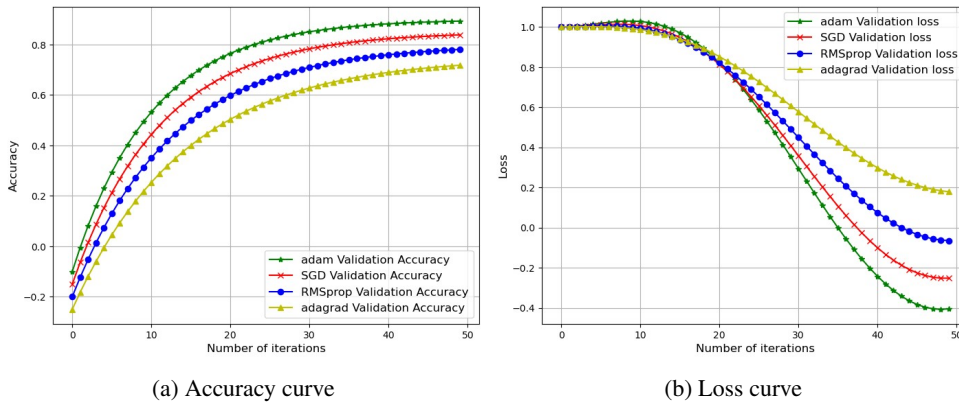 0.8
0.6
0.4
0.2
0.0
−0.2
Accuracy
adam Validation Accuracy
SGD Validation Accuracy
RMSprop Validation Accuracy
adagrad Validation Accuracy
0 10 20 30 40 50
Number of iterations
(a) Accuracy curve
1.0
0.8
0.6
0.4
0.2
0.0
−0.2
−0.4
Loss
adam Validation loss
SGD Validation loss
RMSprop Validation loss
adagrad Validation loss
0 10 20 30 40 50
Number of iterations
(b) Loss curve